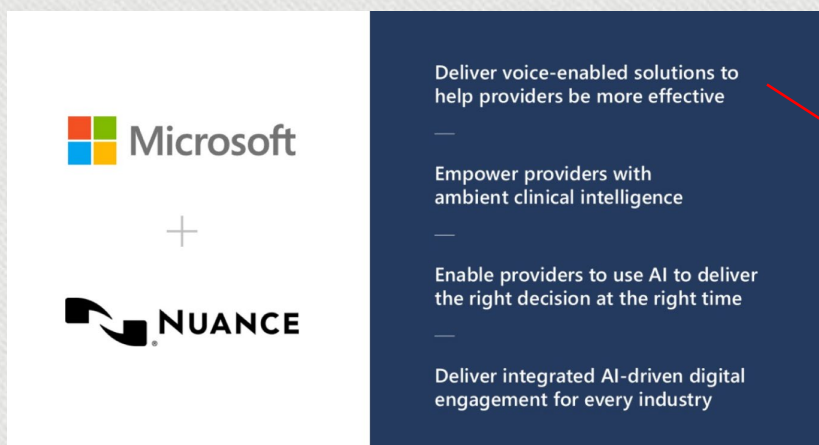 Microsoft
+
NUANCE
Deliver voice-enabled solutions to
help providers be more effective
Empower providers with
ambient clinical intelligence
Enable providers to use AI to deliver
the right decision at the right time
Deliver integrated AI-driven digital
engagement for every industry